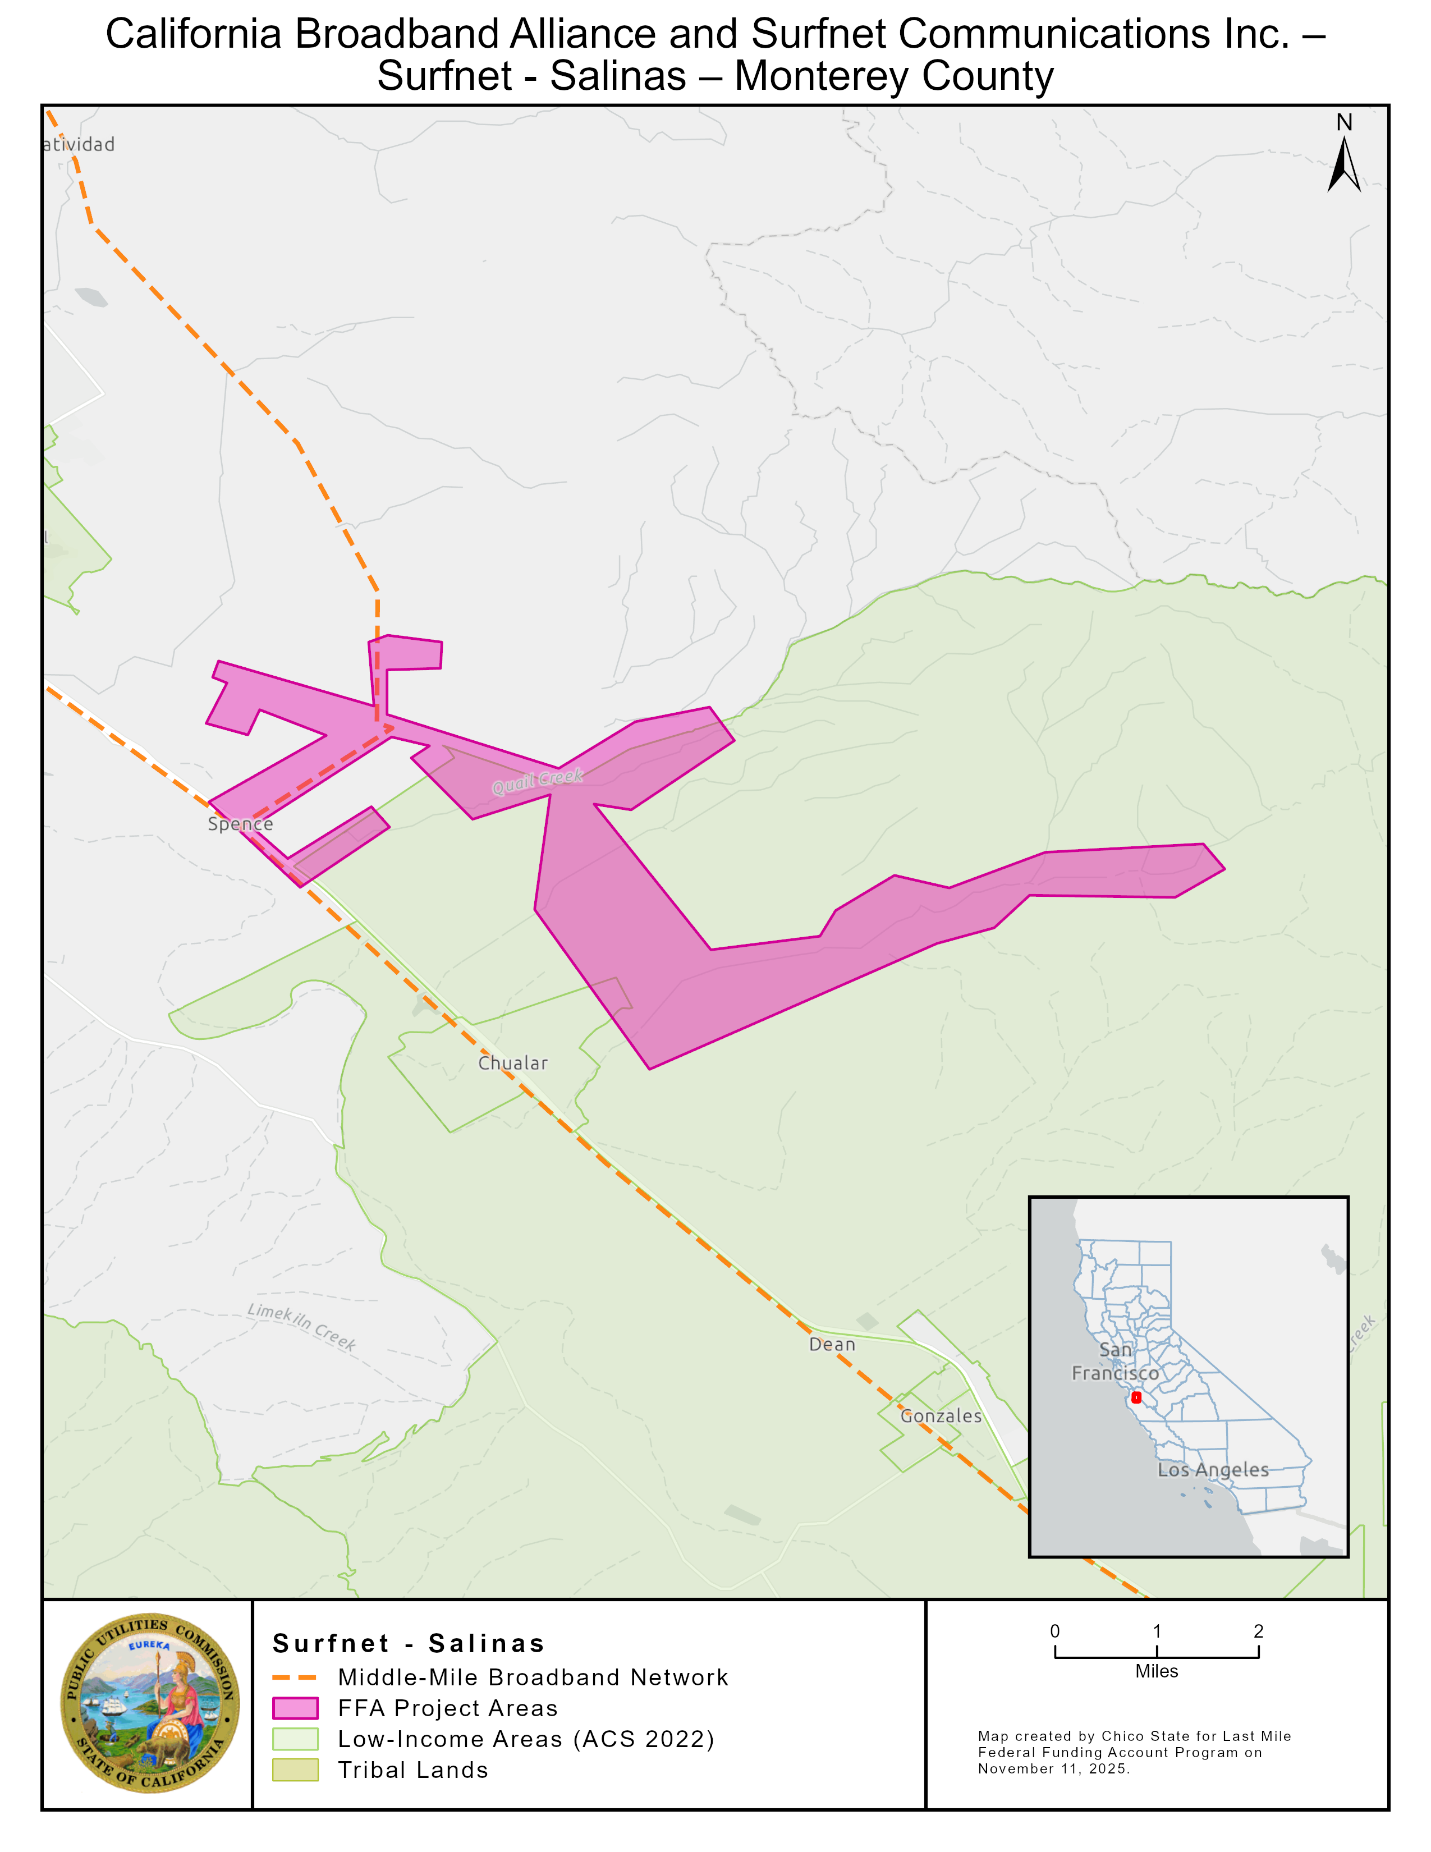 California Broadband Alliance and Surfnet Communications Inc. –
Surfnet - Salinas – Monterey County
N
atividad
l
Quail Creek
Spence
Chualar
Limekiln Creek
Dean
Gonzales
Creek
San
Francisco
Los Angeles
PUBLIC UTILITIES COMMISSION
EUREKA
STATE OF CALIFORNIA
Surfnet - Salinas
Middle-Mile Broadband Network
FFA Project Areas
Low-Income Areas (ACS 2022)
Tribal Lands
0 1 2
Miles
Map created by Chico State for Last Mile
Federal Funding Account Program on
November 11, 2025.